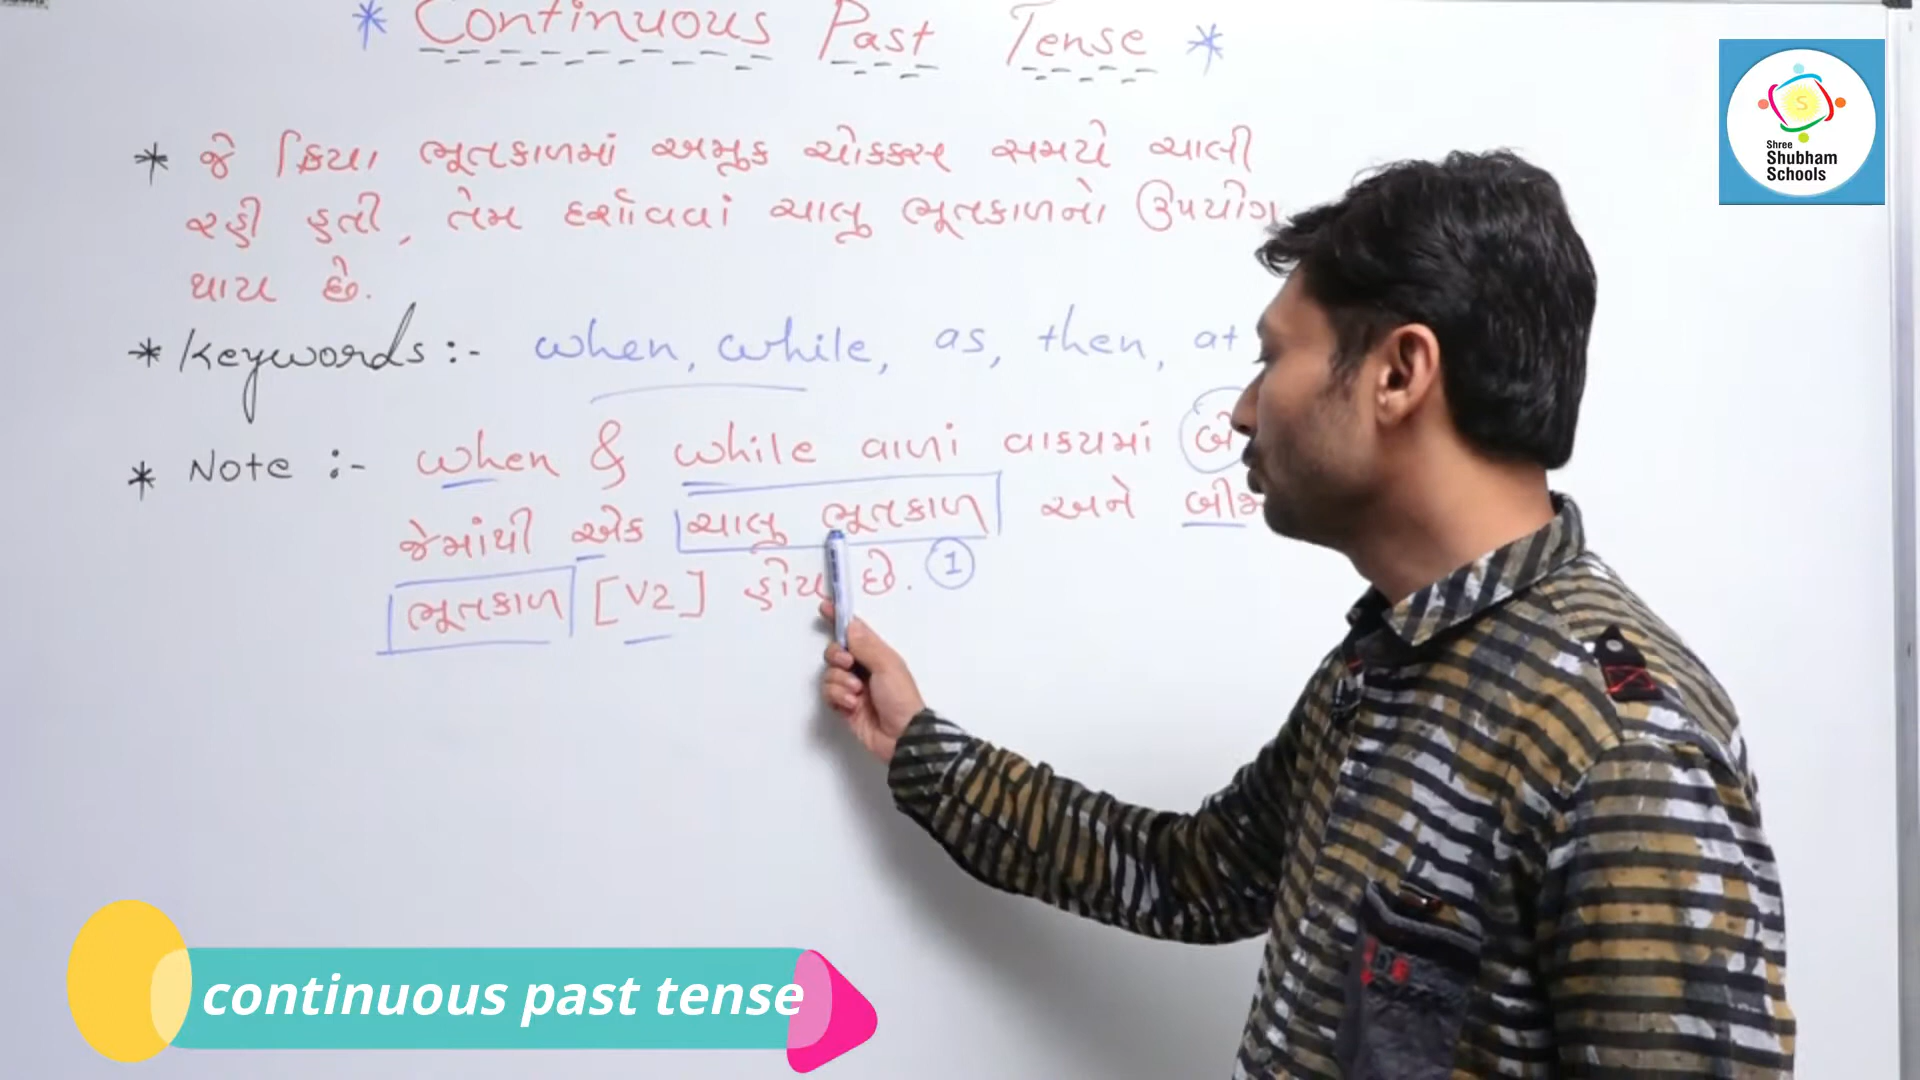 * Continuous Past Tense *
* જે ક્રિયા ભૂતકાળમાં અમુક ચોક્કસ સમયે ચાલી
રહી હતી, તેમ દર્શાવવાં ચાલુ ભૂતકાળનો ઉપયોગ
થાય છે.
* Keywords :- when, while, as, then, at
* Note :- when & while વાળાં વાક્યમાં
જેમાંથી એક ચાલુ ભૂતકાળ અને
ભૂતકાળ [V2] હોય છે. 1
Shree
Shubham
Schools
S
continuous past tense